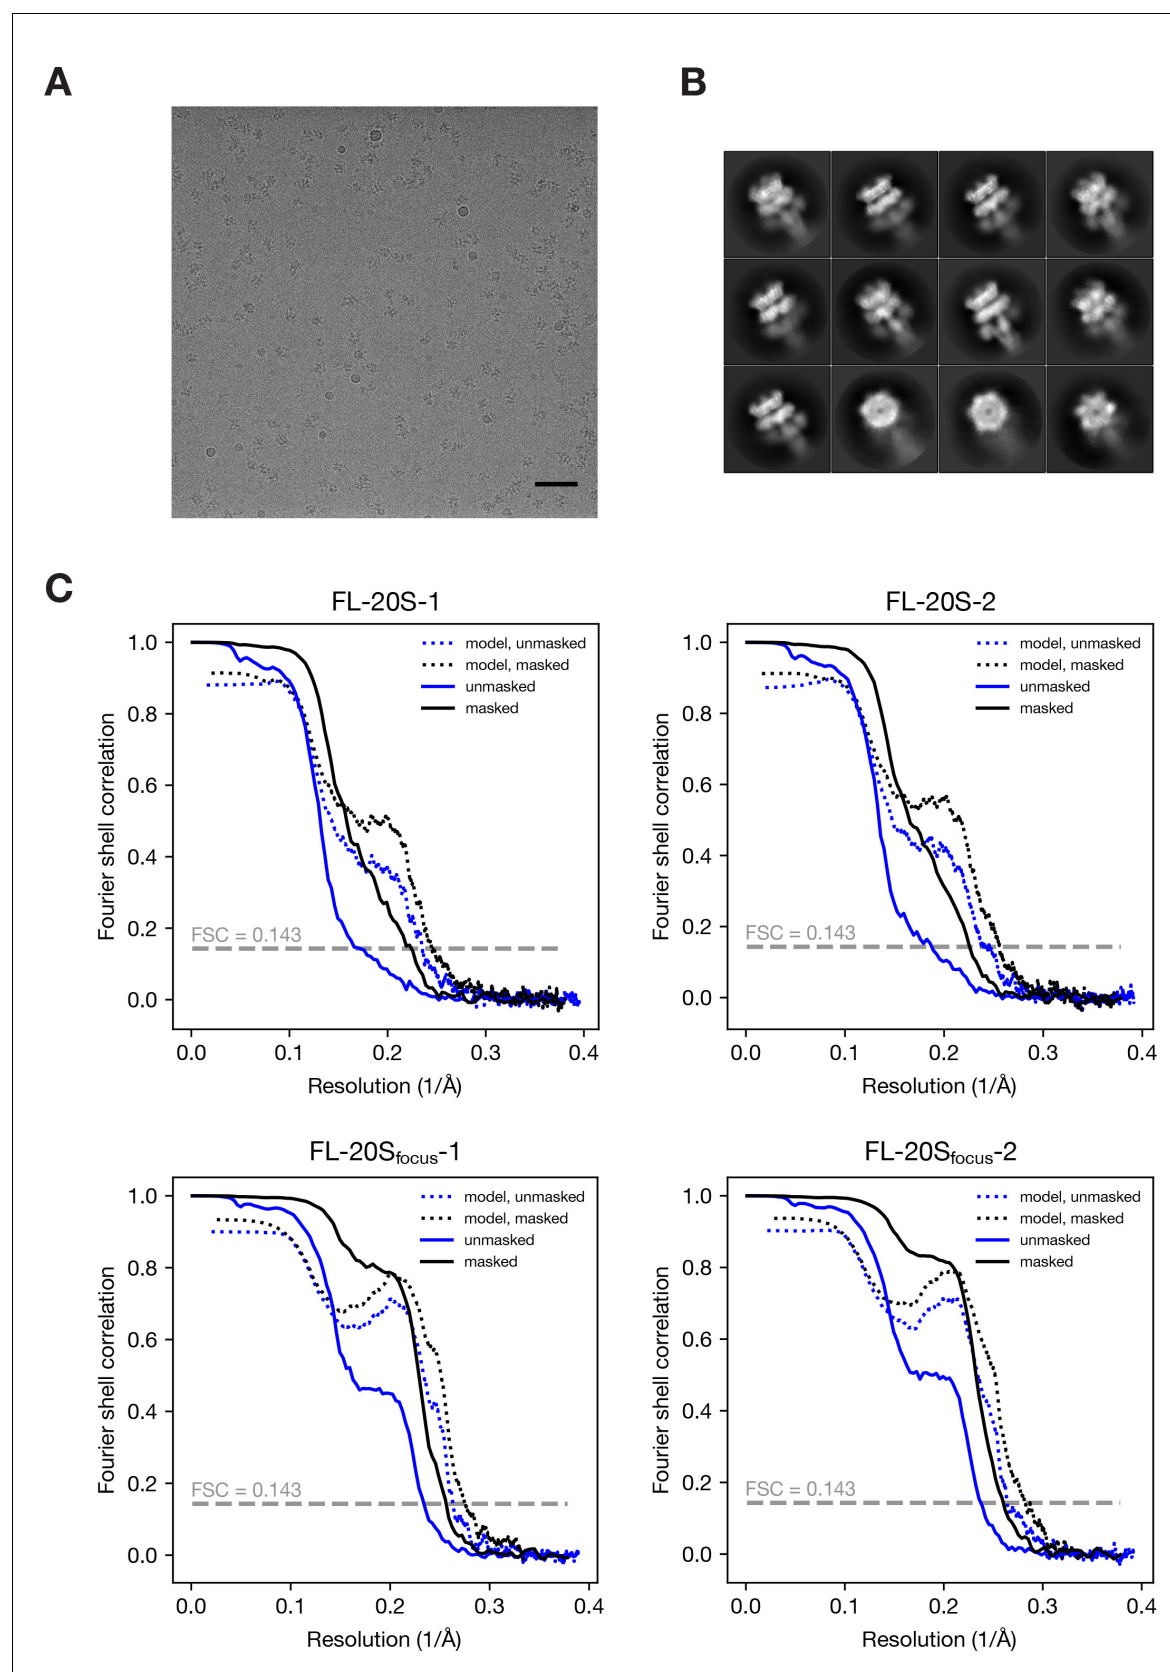 A
B
C
FL-20S-1
Fourier shell correlation
1.0
0.8
0.6
0.4
0.2
0.0
model, unmasked
model, masked
unmasked
masked
FSC = 0.143
0.0 0.1 0.2 0.3 0.4
Resolution (1/Å)
FL-20S-2
Fourier shell correlation
1.0
0.8
0.6
0.4
0.2
0.0
model, unmasked
model, masked
unmasked
masked
FSC = 0.143
0.0 0.1 0.2 0.3 0.4
Resolution (1/Å)
FL-20Sfocus-1
Fourier shell correlation
1.0
0.8
0.6
0.4
0.2
0.0
model, unmasked
model, masked
unmasked
masked
FSC = 0.143
0.0 0.1 0.2 0.3 0.4
Resolution (1/Å)
FL-20Sfocus-2
Fourier shell correlation
1.0
0.8
0.6
0.4
0.2
0.0
model, unmasked
model, masked
unmasked
masked
FSC = 0.143
0.0 0.1 0.2 0.3 0.4
Resolution (1/Å)